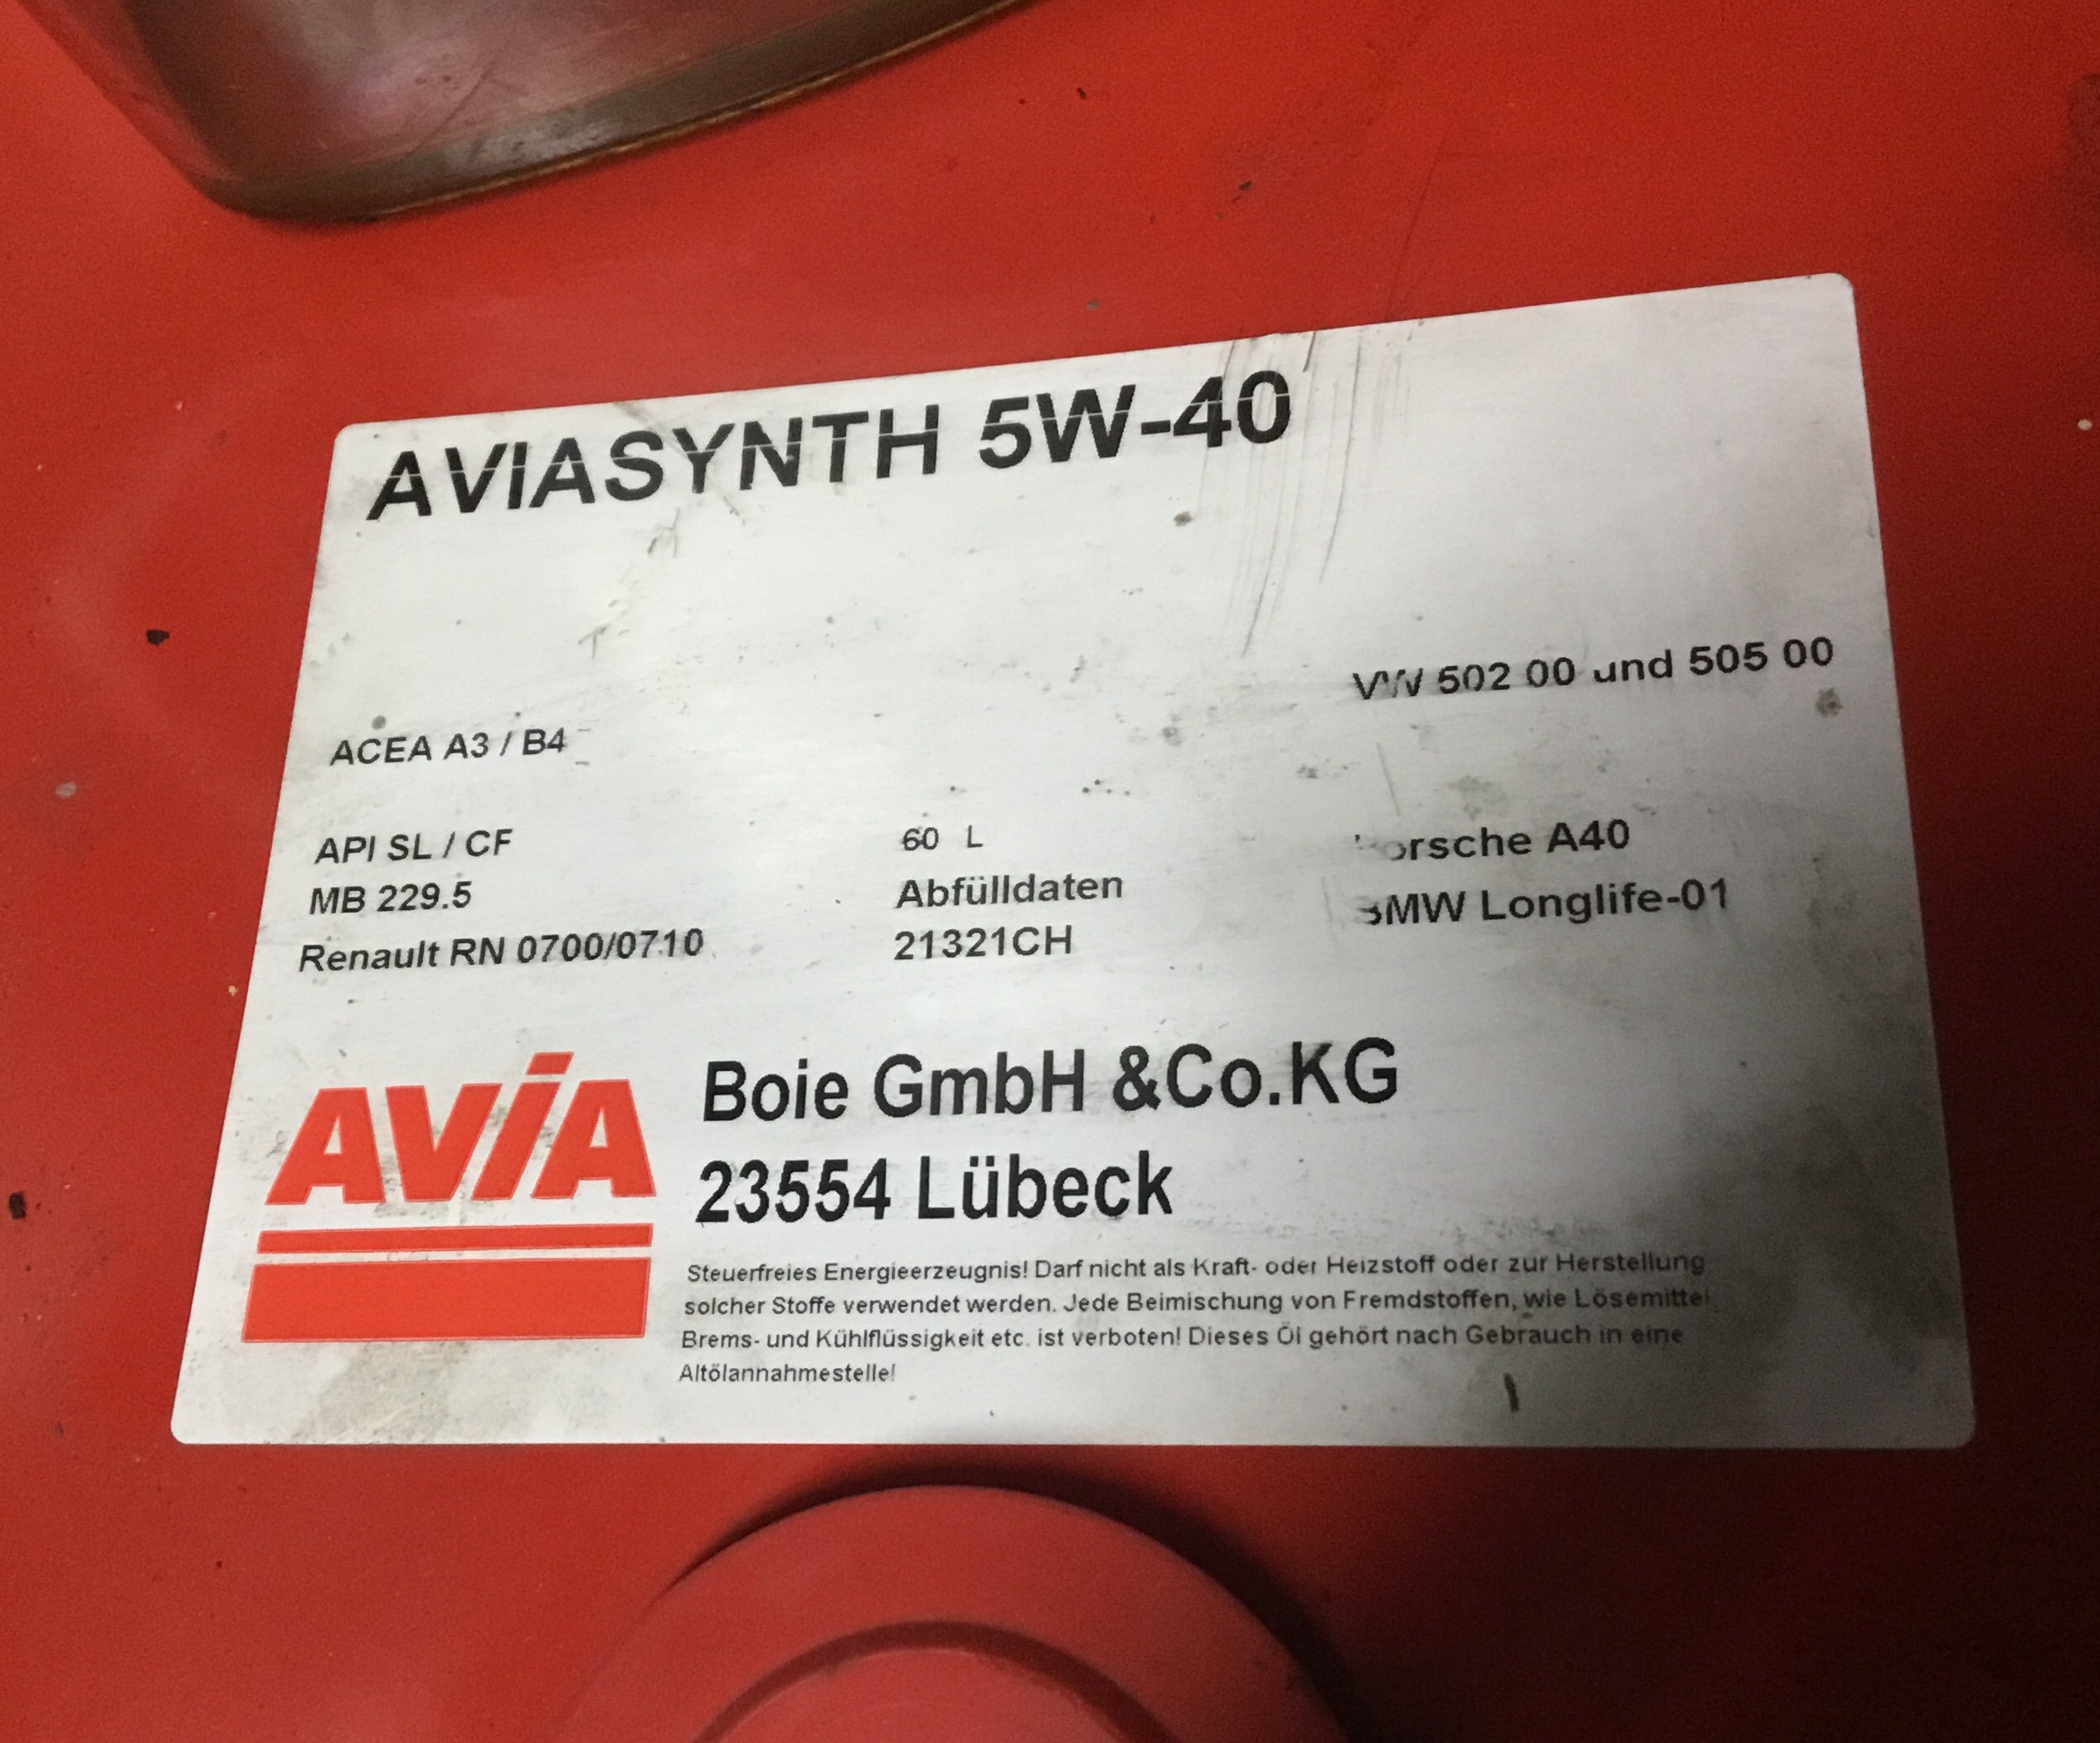 AVIASYNTH 5W-40
VW 502 00 und 505 00
ACEA A3 / B4
API SL / CF
60 L
Porsche A40
MB 229.5
Abfülldaten
BMW Longlife-01
Renault RN 0700/0710
21321CH
AViA
Boie GmbH &Co.KG
23554 Lübeck
Steuerfreies Energieerzeugnis! Darf nicht als Kraft- oder Heizstoff oder zur Herstellung
solcher Stoffe verwendet werden. Jede Beimischung von Fremdstoffen, wie Lösemittel
Brems- und Kühlflüssigkeit etc. ist verboten! Dieses Öl gehört nach Gebrauch in eine
Altölannahmestelle!